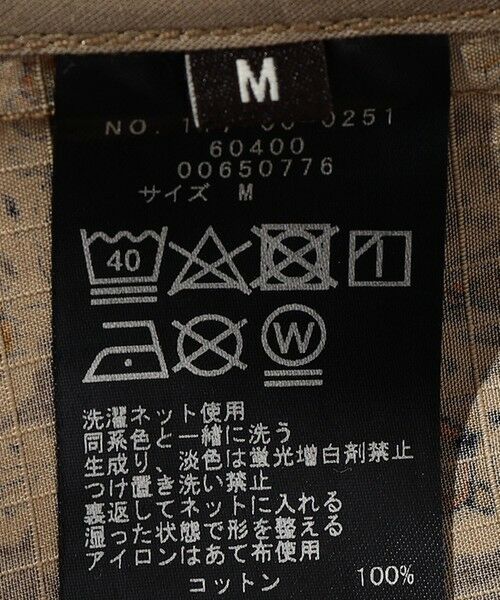 M
NO. 0251
60400
00650776
サイズ M
40
W
洗濯ネット使用
同系色と一緒に洗う
生成り、淡色は蛍光増白剤禁止
つけ置き洗い禁止
裏返してネットに入れる
湿った状態で形を整える
アイロンはあて布使用
コットン 100%